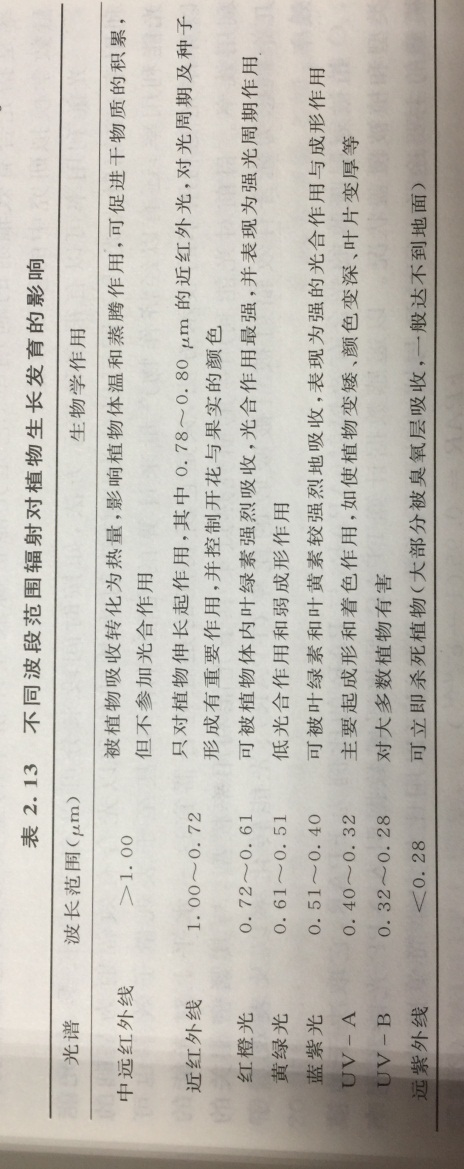 表 2.13 不同波段范围辐射对植物生长发育的影响
光谱 波长范围(μm) 生物学作用
中远红外线 >1.00 被植物吸收转化为热量,影响植物体温和蒸腾作用,可促进干物质的积累,
但不参加光合作用
近红外线 1.00～0.72 只对植物伸长起作用,其中 0.78～0.80 μm 的近红外光,对光周期及种子
形成有重要作用,并控制开花与果实的颜色
红橙光 0.72～0.61 可被植物体内叶绿素强烈吸收,光合作用最强,并表现为强光周期作用
黄绿光 0.61～0.51 低光合作用和弱成形作用
蓝紫光 0.51～0.40 可被叶绿素和叶黄素较强烈地吸收,表现为强的光合作用与成形作用
UV-A 0.40～0.32 主要起成形和着色作用,如使植物变矮、颜色变深、叶片变厚等
UV-B 0.32～0.28 对大多数植物有害
远紫外线 <0.28 可立即杀死植物(大部分被臭氧层吸收,一般达不到地面)